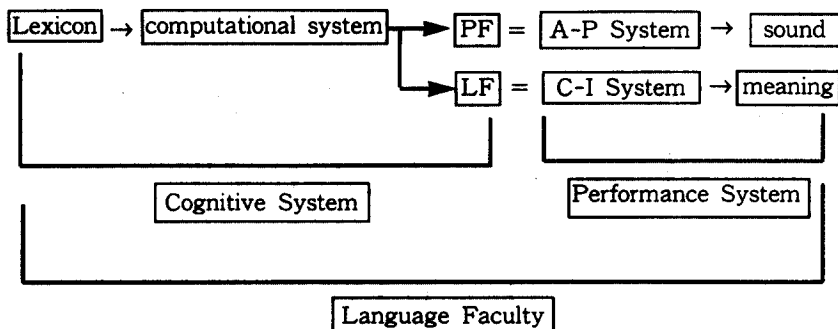 Lexicon → computational system PF = A-P System → sound
LF = C-I System → meaning
Cognitive System Performance System
Language Faculty